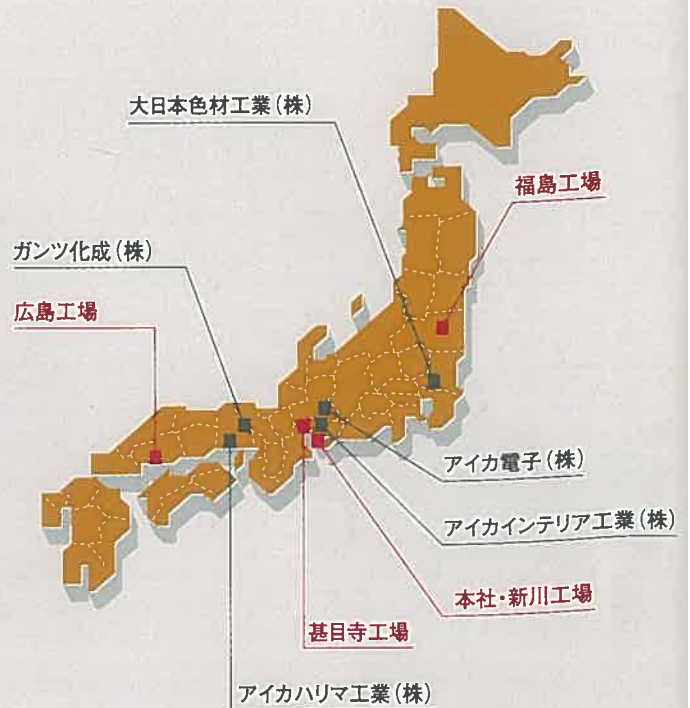 大日本色材工業(株)
福島工場
ガンツ化成(株)
広島工場
アイカ電子(株)
アイカインテリア工業(株)
本社・新川工場
甚目寺工場
アイカハリマ工業(株)